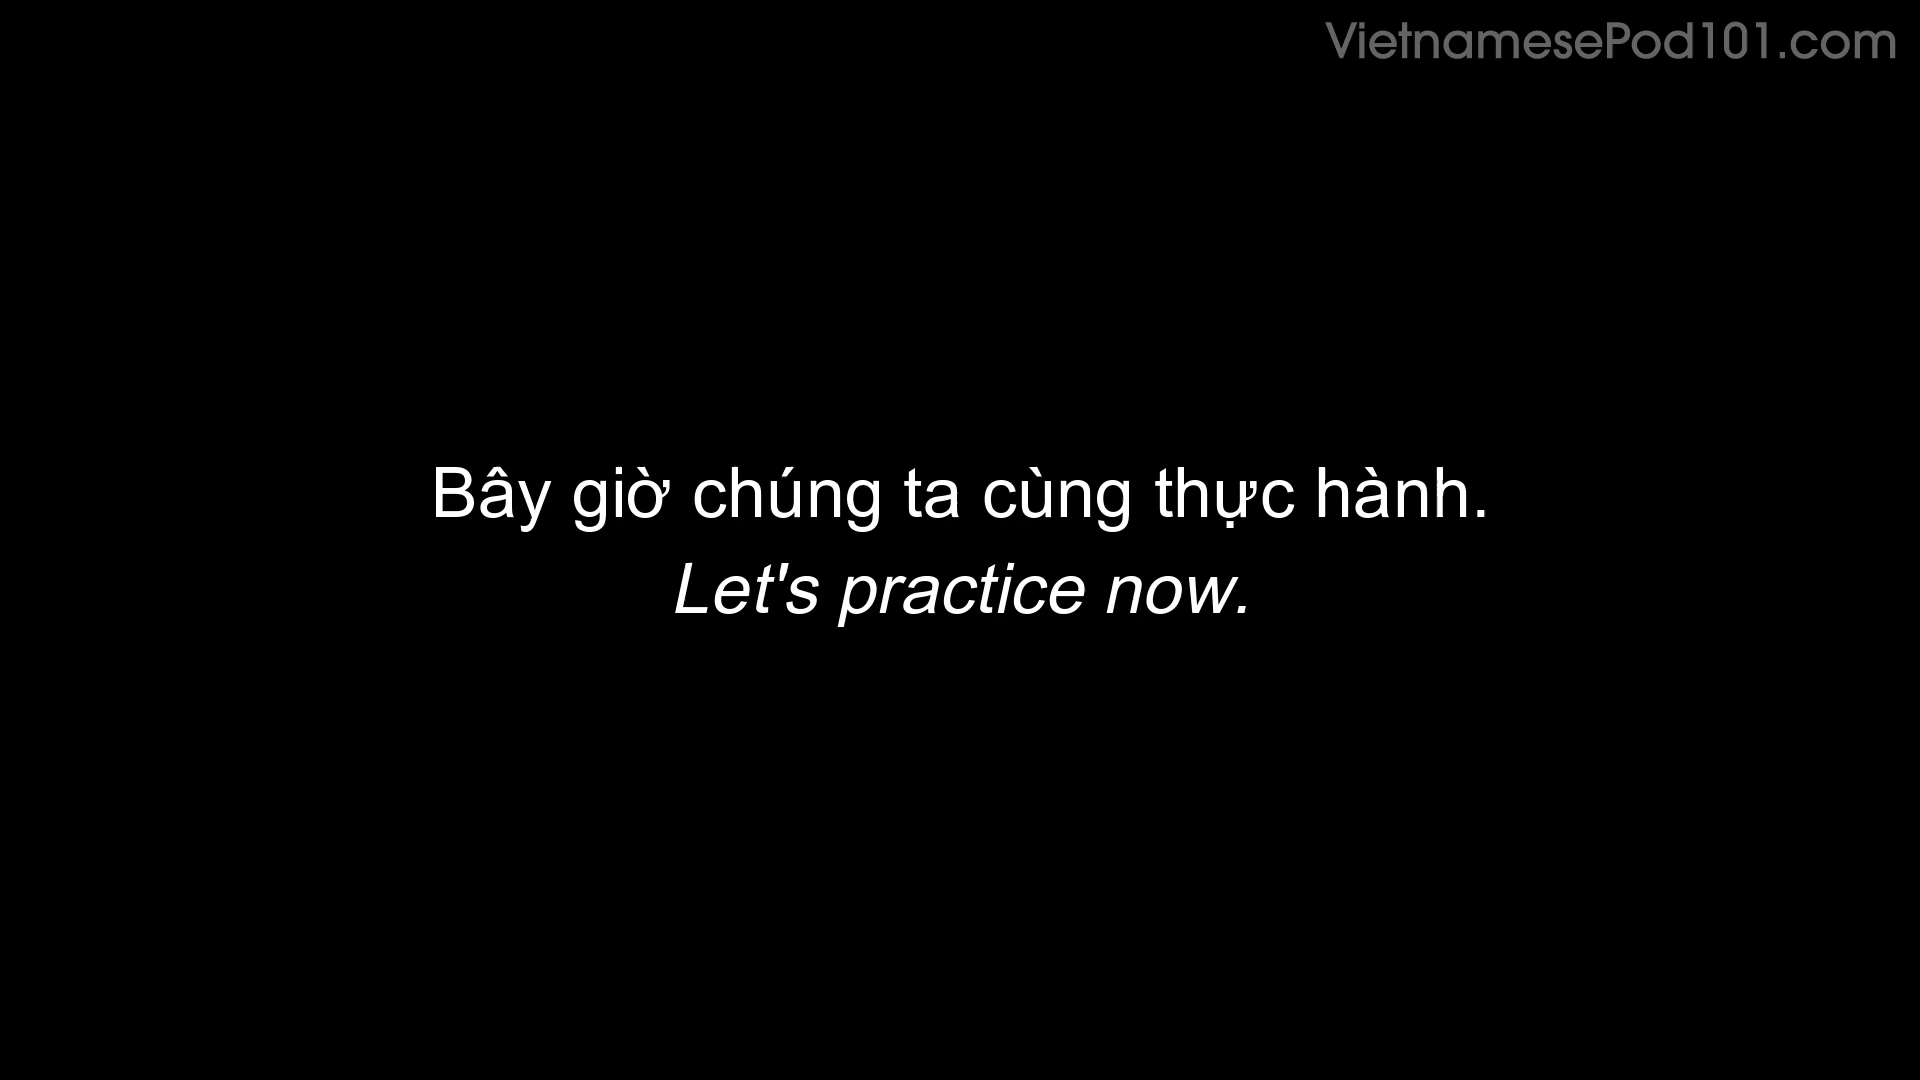 VietnamesePod101.com
Bây giờ chúng ta cùng thực hành.
Let's practice now.